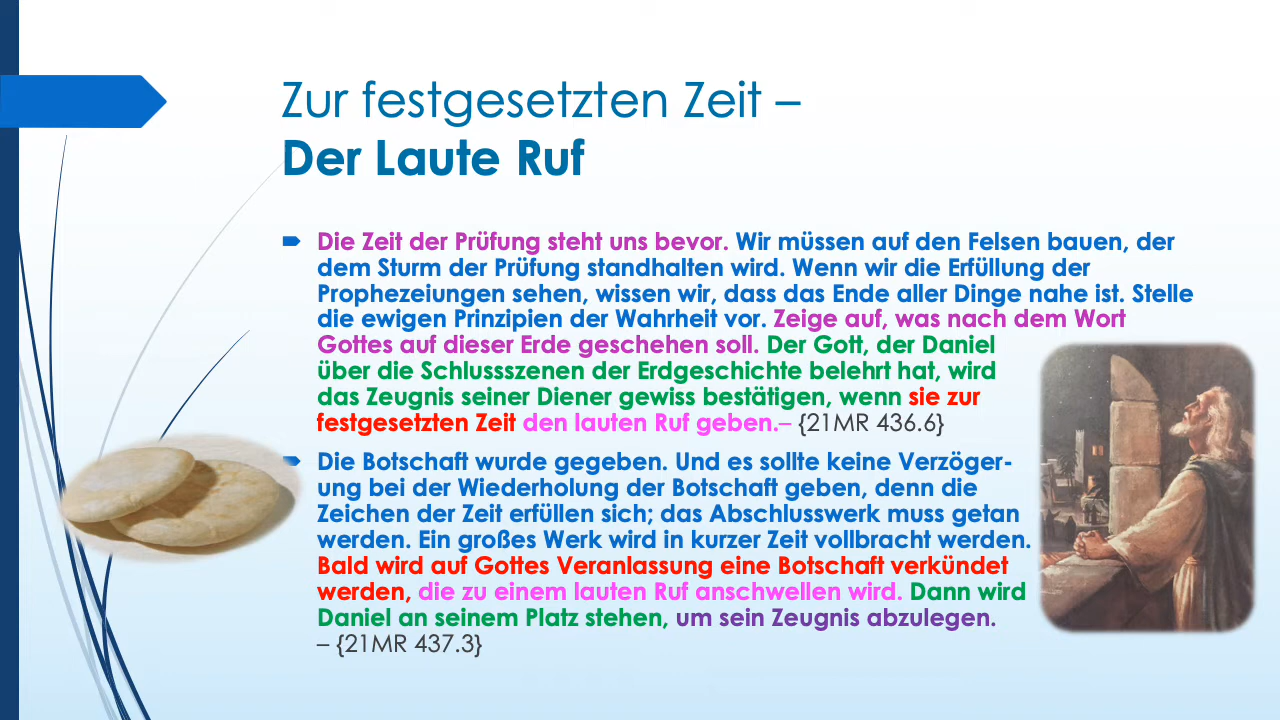 Zur festgesetzten Zeit –
Der Laute Ruf
Die Zeit der Prüfung steht uns bevor. Wir müssen auf den Felsen bauen, der
dem Sturm der Prüfung standhalten wird. Wenn wir die Erfüllung der
Prophezeiungen sehen, wissen wir, dass das Ende aller Dinge nahe ist. Stelle
die ewigen Prinzipien der Wahrheit vor. Zeige auf, was nach dem Wort
Gottes auf dieser Erde geschehen soll. Der Gott, der Daniel
über die Schlussszenen der Erdgeschichte belehrt hat, wird
das Zeugnis seiner Diener gewiss bestätigen, wenn sie zur
festgesetzten Zeit den lauten Ruf geben.– {21MR 436.6}
Die Botschaft wurde gegeben. Und es sollte keine Verzöger-
ung bei der Wiederholung der Botschaft geben, denn die
Zeichen der Zeit erfüllen sich; das Abschlusswerk muss getan
werden. Ein großes Werk wird in kurzer Zeit vollbracht werden.
Bald wird auf Gottes Veranlassung eine Botschaft verkündet
werden, die zu einem lauten Ruf anschwellen wird. Dann wird
Daniel an seinem Platz stehen, um sein Zeugnis abzulegen.
– {21MR 437.3}